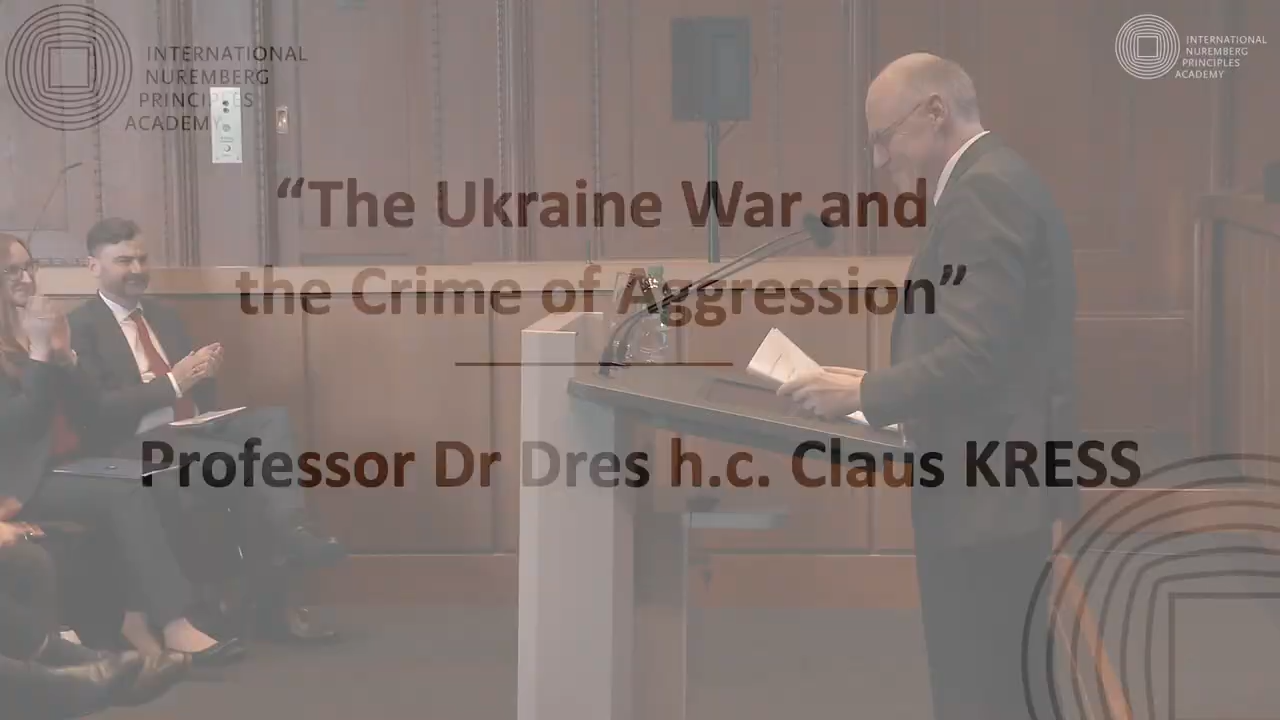 INTERNATIONAL
NUREMBERG
PRINCIPLES
ACADEMY
INTERNATIONAL
NUREMBERG
PRINCIPLES
ACADEMY
“The Ukraine War and
the Crime of Aggression”
Professor Dr Dres h.c. Claus KRESS